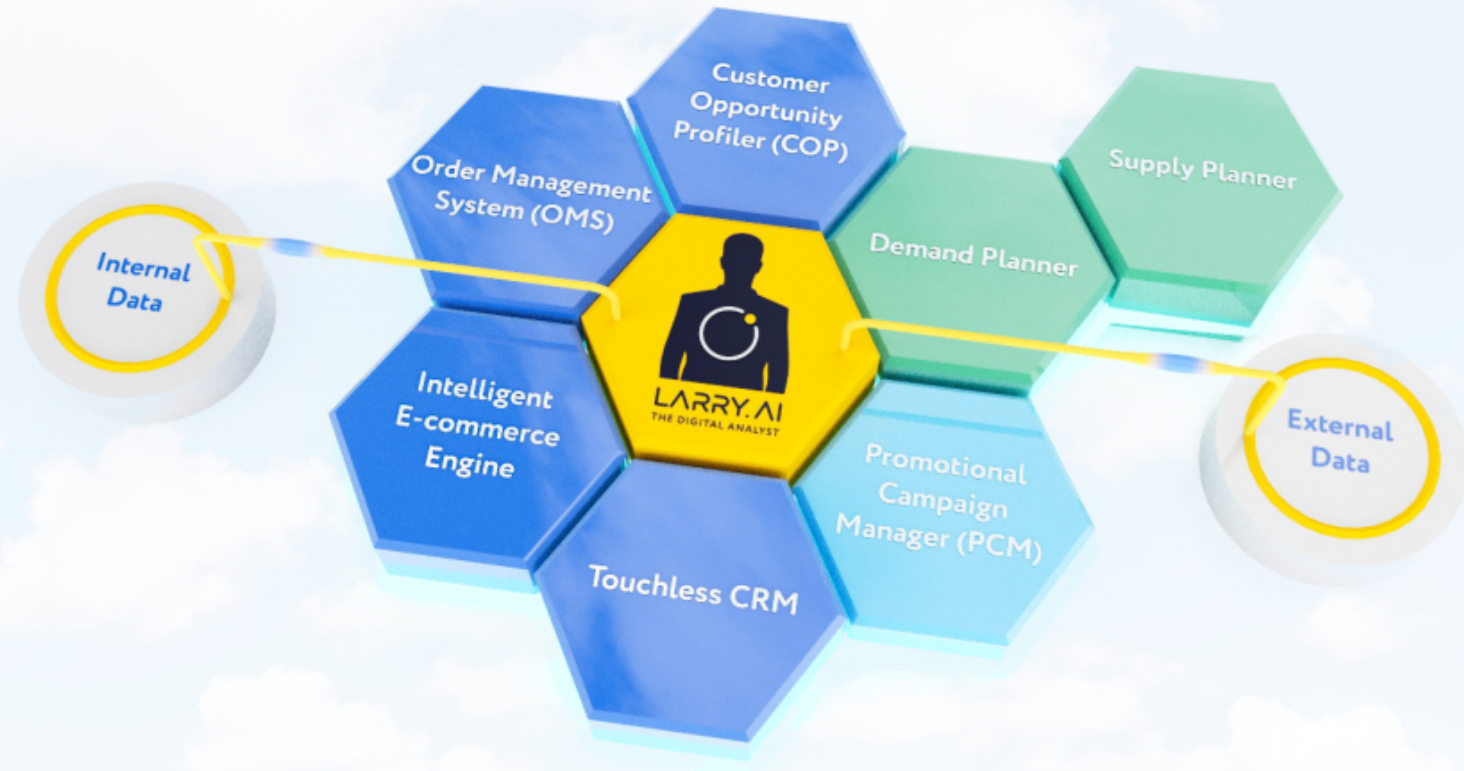 Customer
Opportunity
Profiler (COP)
Order Management
System (OMS)
Supply Planner
Demand Planner
Internal
Data
LARRY.AI
THE DIGITAL ANALYST
Intelligent
E-commerce
Engine
External
Data
Promotional
Campaign
Manager (PCM)
Touchless CRM